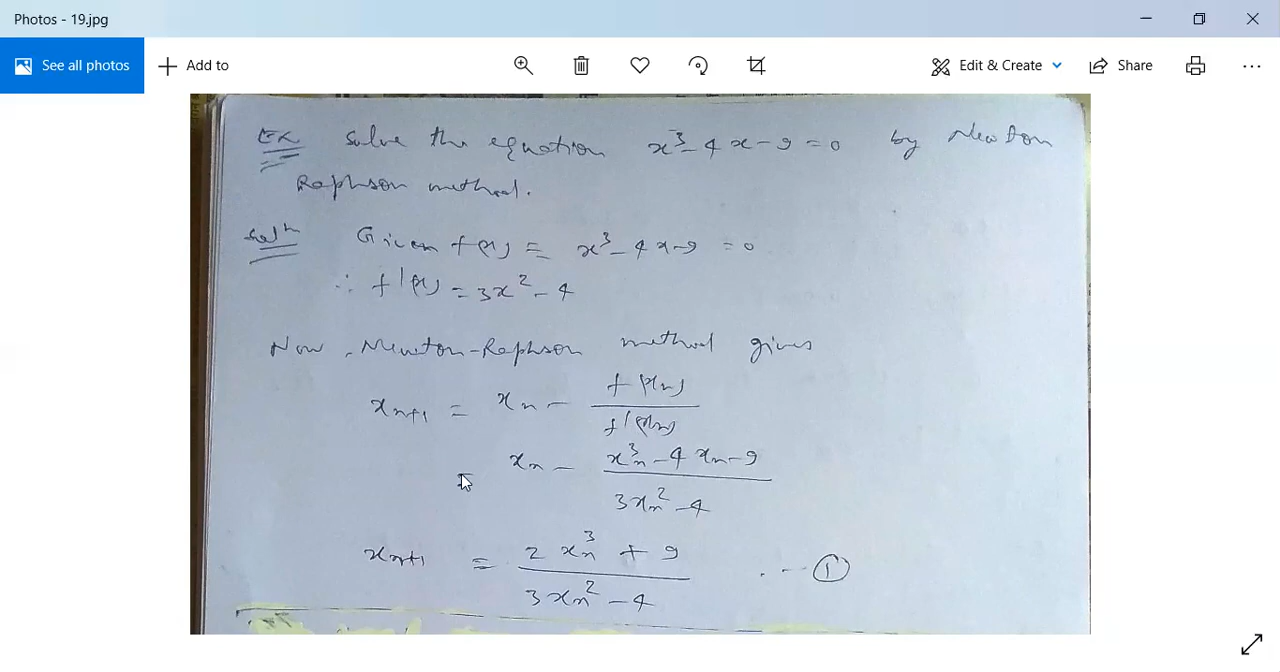 Photos - 19.jpg
See all photos
Add to
Edit & Create
Share
Ex Solve the equation x³-4x-9=0 by Newton
Raphson method.
Solⁿ Given f(x) = x³-4x-9 = 0
∴ f'(x) = 3x²-4
Now, Newton-Raphson method gives
xₙ₊₁ = xₙ - f(xₙ)/f'(xₙ)
= xₙ - (xₙ³-4xₙ-9)/(3xₙ²-4)
xₙ₊₁ = (2xₙ³+9)/(3xₙ²-4) ... ①